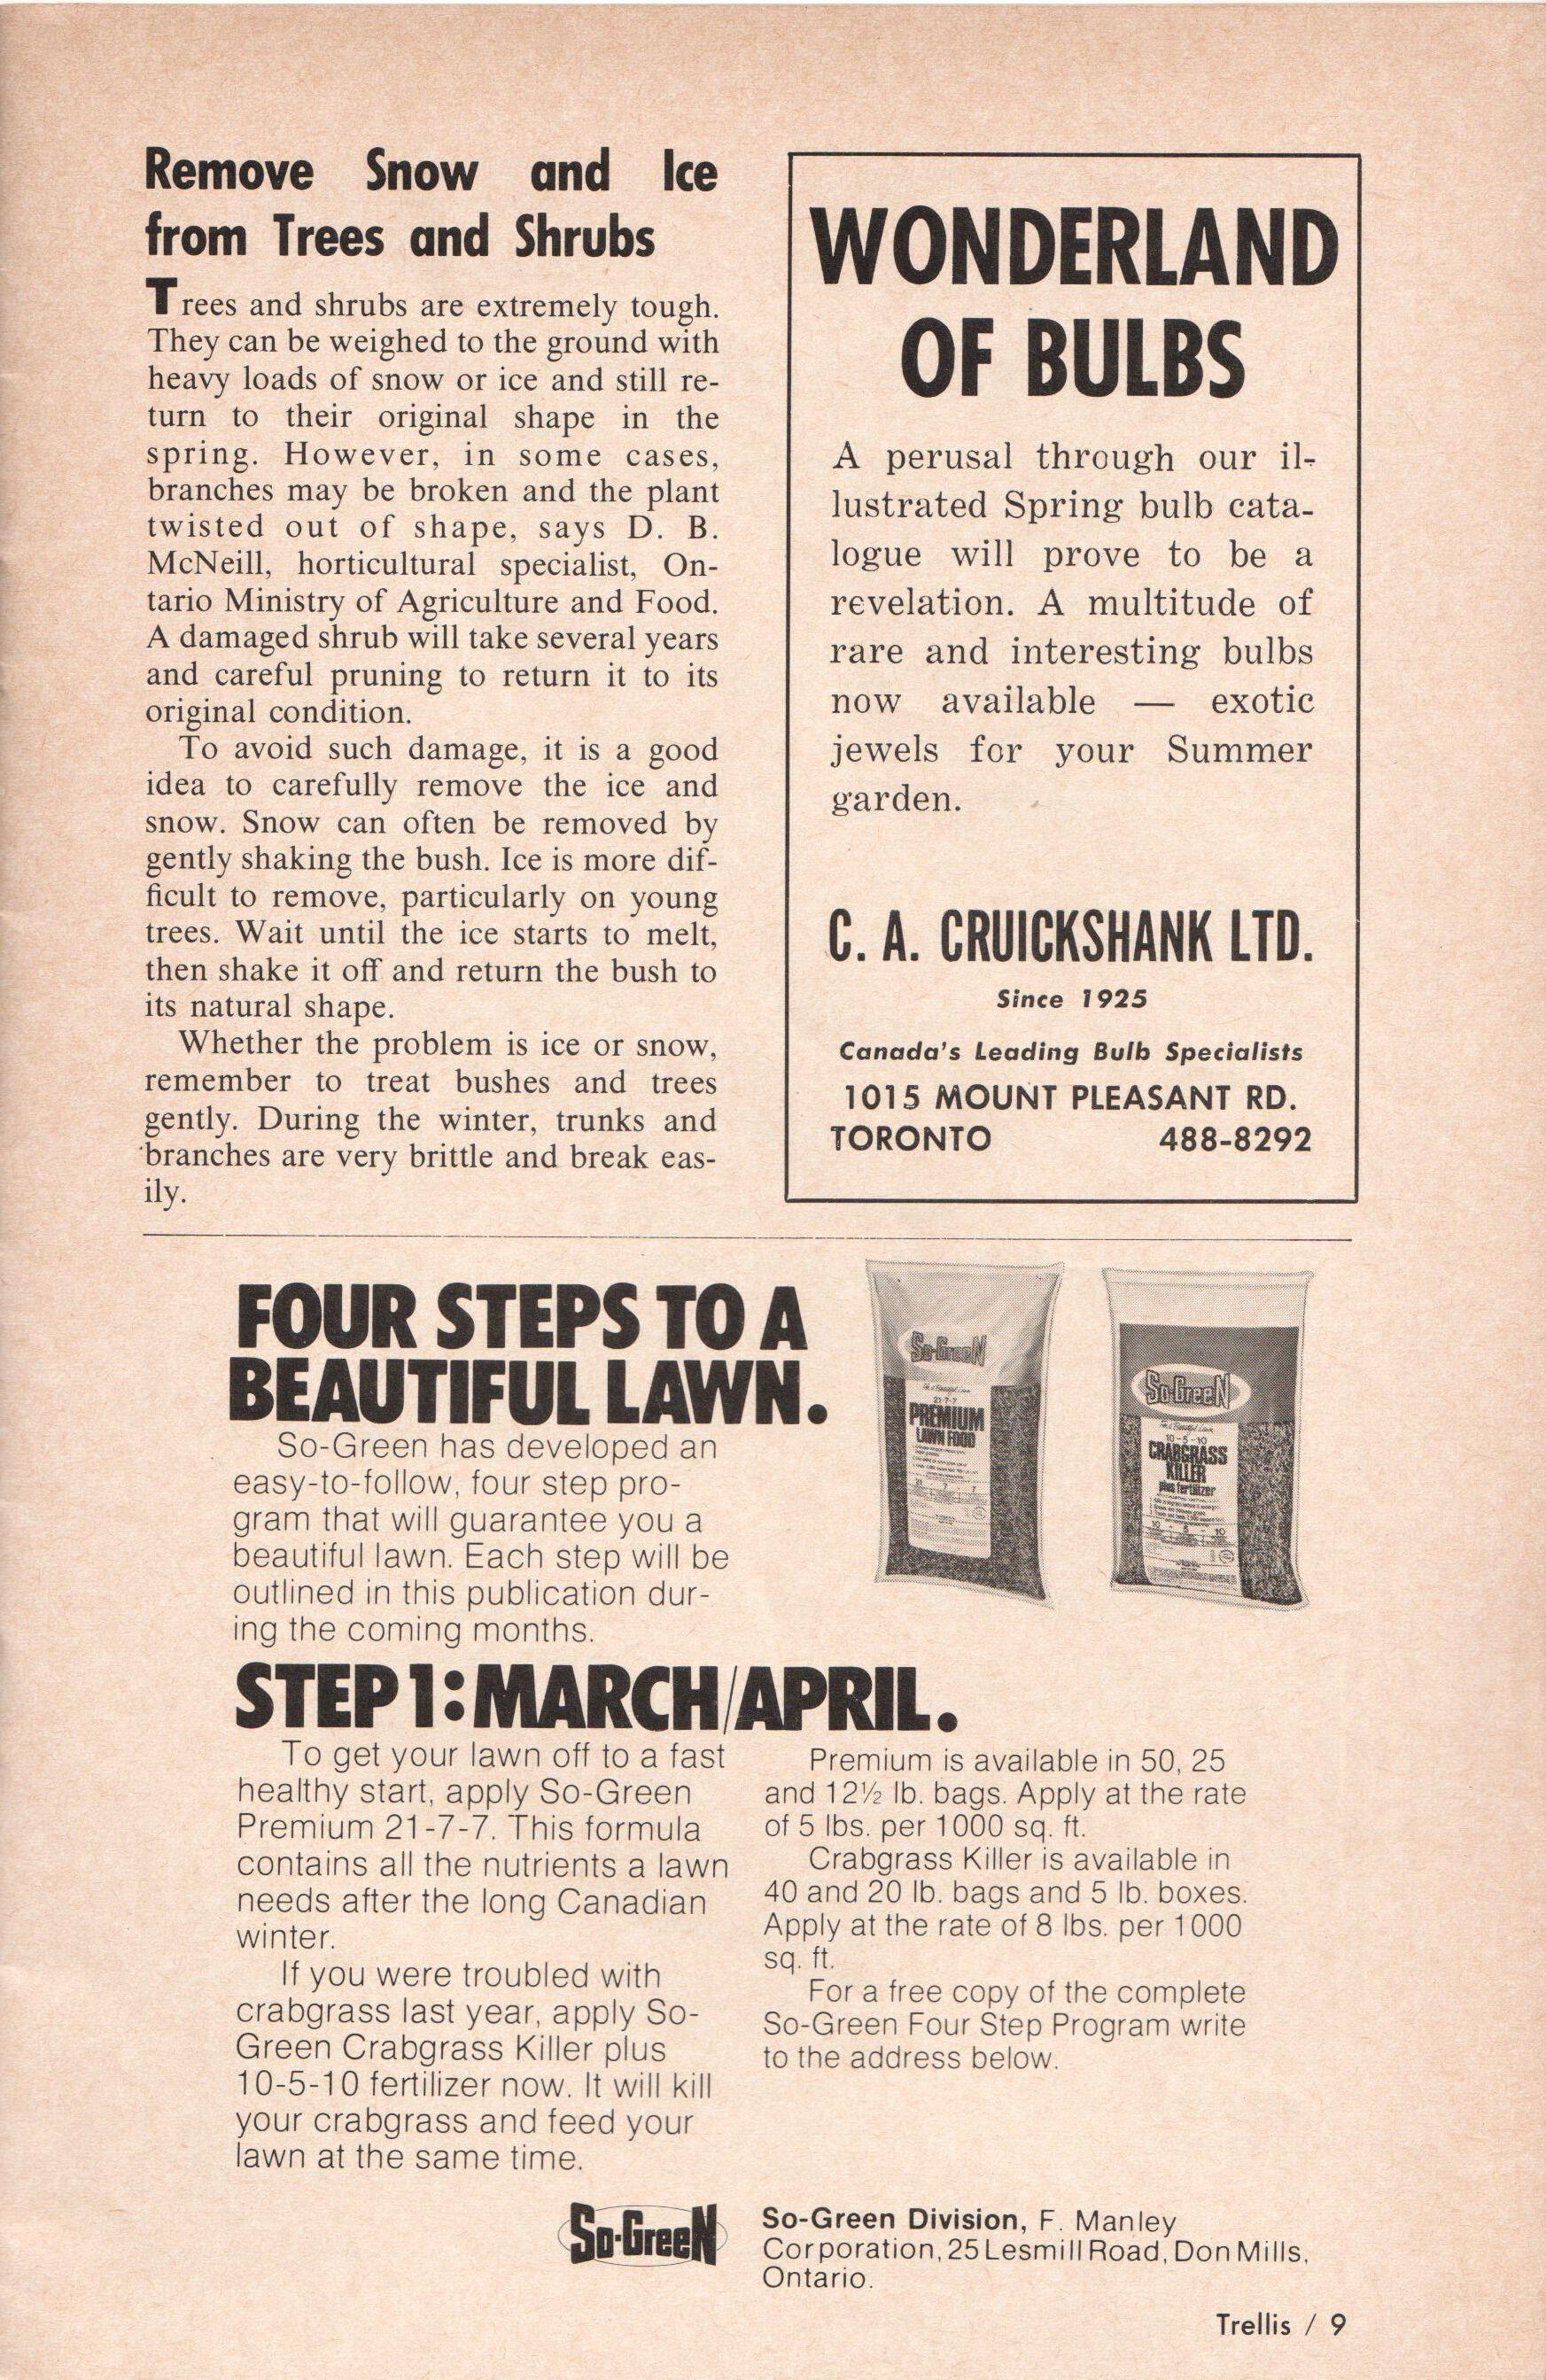 Remove Snow and Ice
from Trees and Shrubs
Trees and shrubs are extremely tough.
They can be weighed to the ground with
heavy loads of snow or ice and still re-
turn to their original shape in the
spring. However, in some cases,
branches may be broken and the plant
twisted out of shape, says D. B.
McNeill, horticultural specialist, On-
tario Ministry of Agriculture and Food.
A damaged shrub will take several years
and careful pruning to return it to its
original condition.
To avoid such damage, it is a good
idea to carefully remove the ice and
snow. Snow can often be removed by
gently shaking the bush. Ice is more dif-
ficult to remove, particularly on young
trees. Wait until the ice starts to melt,
then shake it off and return the bush to
its natural shape.
Whether the problem is ice or snow,
remember to treat bushes and trees
gently. During the winter, trunks and
branches are very brittle and break eas-
ily.
WONDERLAND
OF BULBS
A perusal through our il-
lustrated Spring bulb cata-
logue will prove to be a
revelation. A multitude of
rare and interesting bulbs
now available — exotic
jewels for your Summer
garden.
C. A. CRUICKSHANK LTD.
Since 1925
Canada's Leading Bulb Specialists
1015 MOUNT PLEASANT RD.
TORONTO 488-8292
FOUR STEPS TO A
BEAUTIFUL LAWN.
So-Green has developed an
easy-to-follow, four step pro-
gram that will guarantee you a
beautiful lawn. Each step will be
outlined in this publication dur-
ing the coming months.
So-GreeN
21-7-7
PREMIUM
LAWN FOOD
21 7 7
So-GreeN
10-5-10
CRABGRASS
KILLER
plus fertilizer
10 - 5 - 10
STEP 1: MARCH/APRIL.
To get your lawn off to a fast
healthy start, apply So-Green
Premium 21-7-7. This formula
contains all the nutrients a lawn
needs after the long Canadian
winter.
If you were troubled with
crabgrass last year, apply So-
Green Crabgrass Killer plus
10-5-10 fertilizer now. It will kill
your crabgrass and feed your
lawn at the same time.
Premium is available in 50, 25
and 12½ lb. bags. Apply at the rate
of 5 lbs. per 1000 sq. ft.
Crabgrass Killer is available in
40 and 20 lb. bags and 5 lb. boxes.
Apply at the rate of 8 lbs. per 1000
sq. ft.
For a free copy of the complete
So-Green Four Step Program write
to the address below.
So-GreeN
So-Green Division, F. Manley
Corporation, 25 Lesmill Road, Don Mills,
Ontario.
Trellis / 9